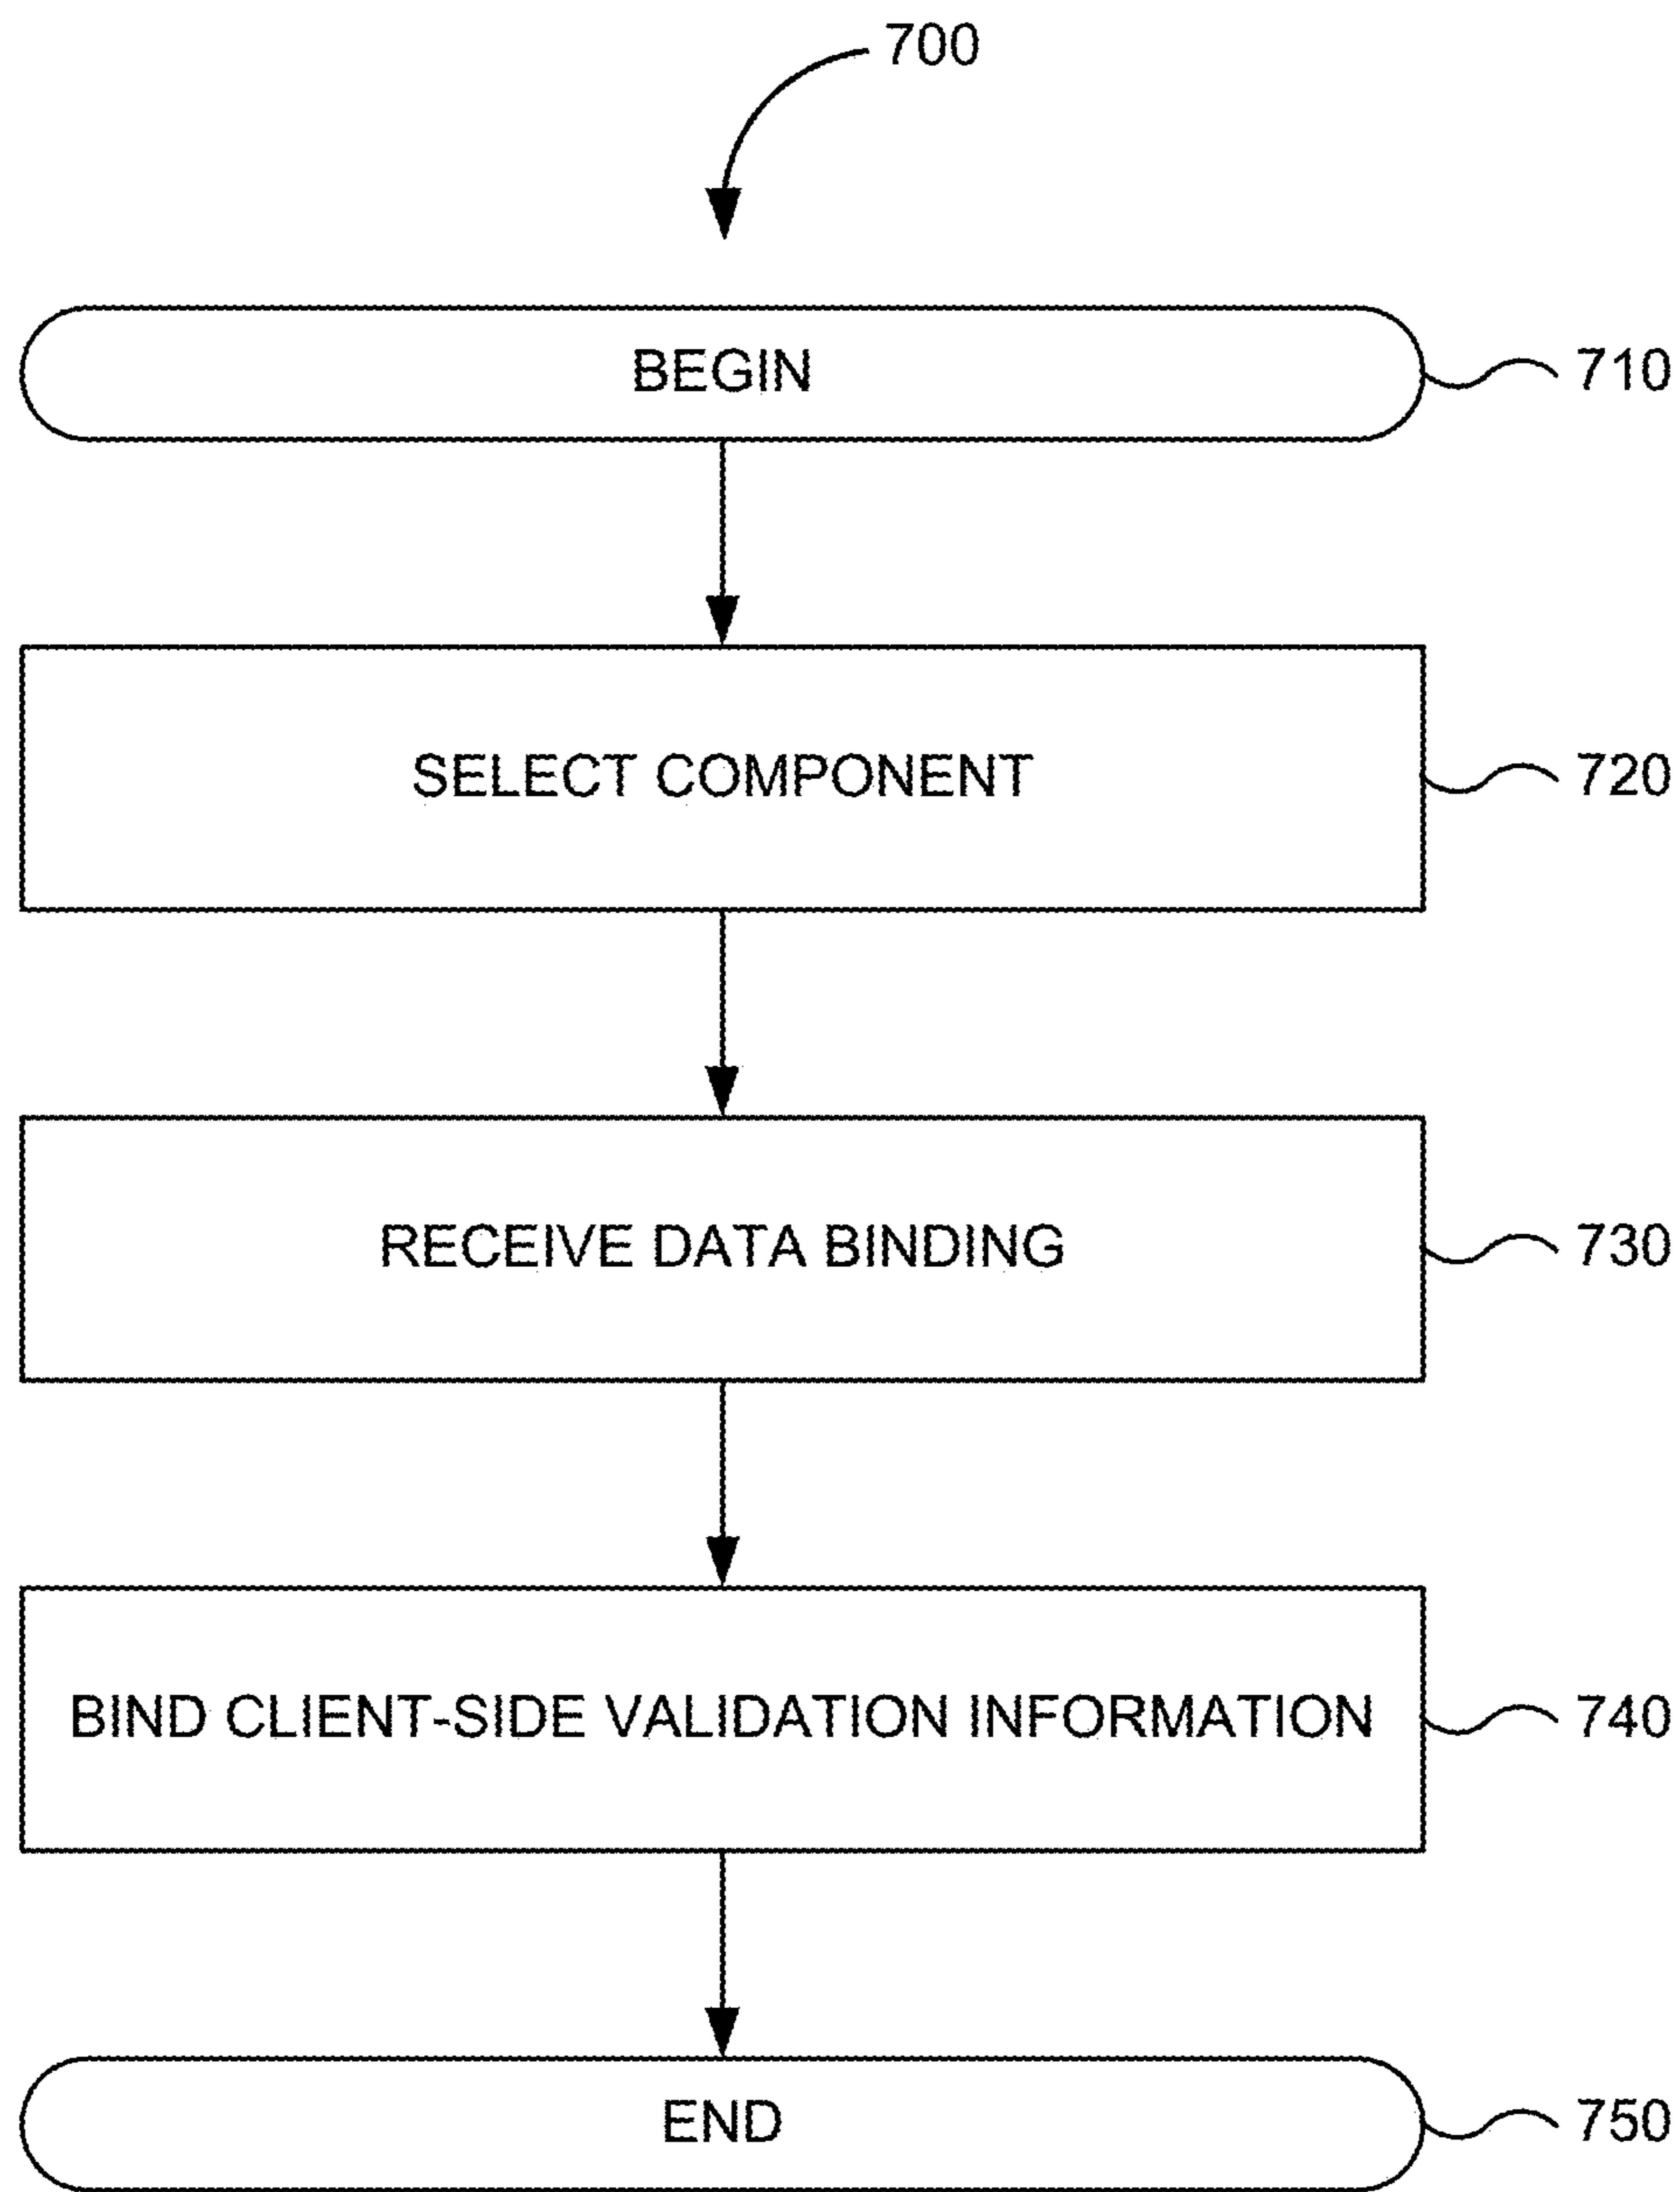 700
BEGIN
710
SELECT COMPONENT
720
RECEIVE DATA BINDING
730
BIND CLIENT-SIDE VALIDATION INFORMATION
740
END
750